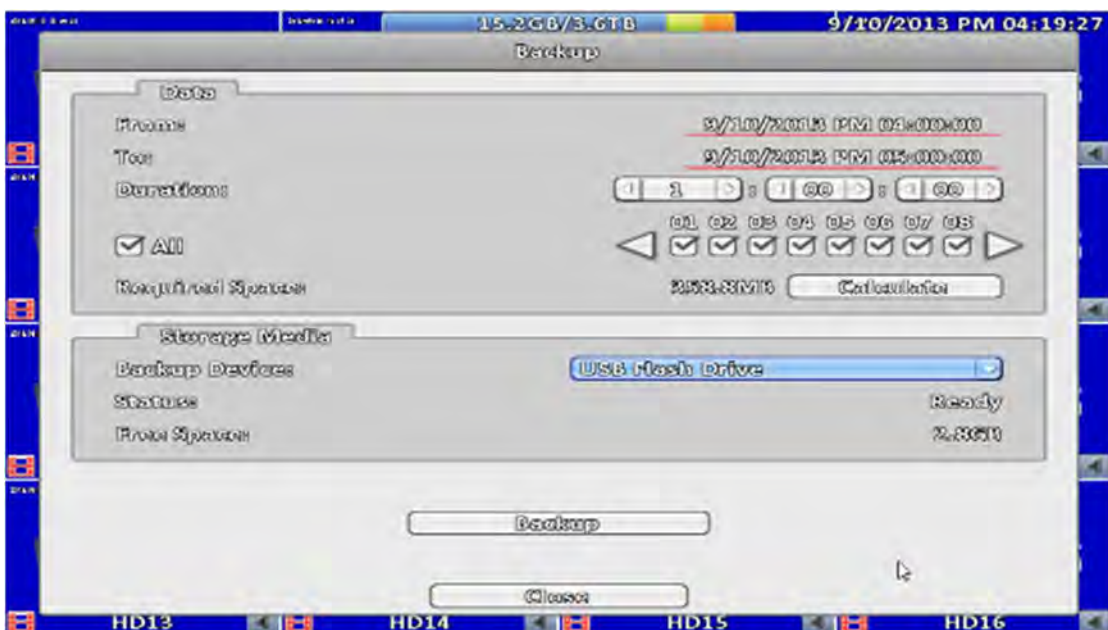 15.2GB/3.6TB 9/10/2013 PM 04:19:27
Backup
Data
From: 9/10/2013 PM 04:00:00
To: 9/10/2013 PM 05:00:00
Duration: 1 : 00 : 00
01 02 03 04 05 06 07 08
All
Required Space: 358.8MB Calculate
Storage Media
Backup Device: USB Flash Drive
Status: Ready
Free Space: 2.8GB
Backup
Close
HD13 HD14 HD15 HD16